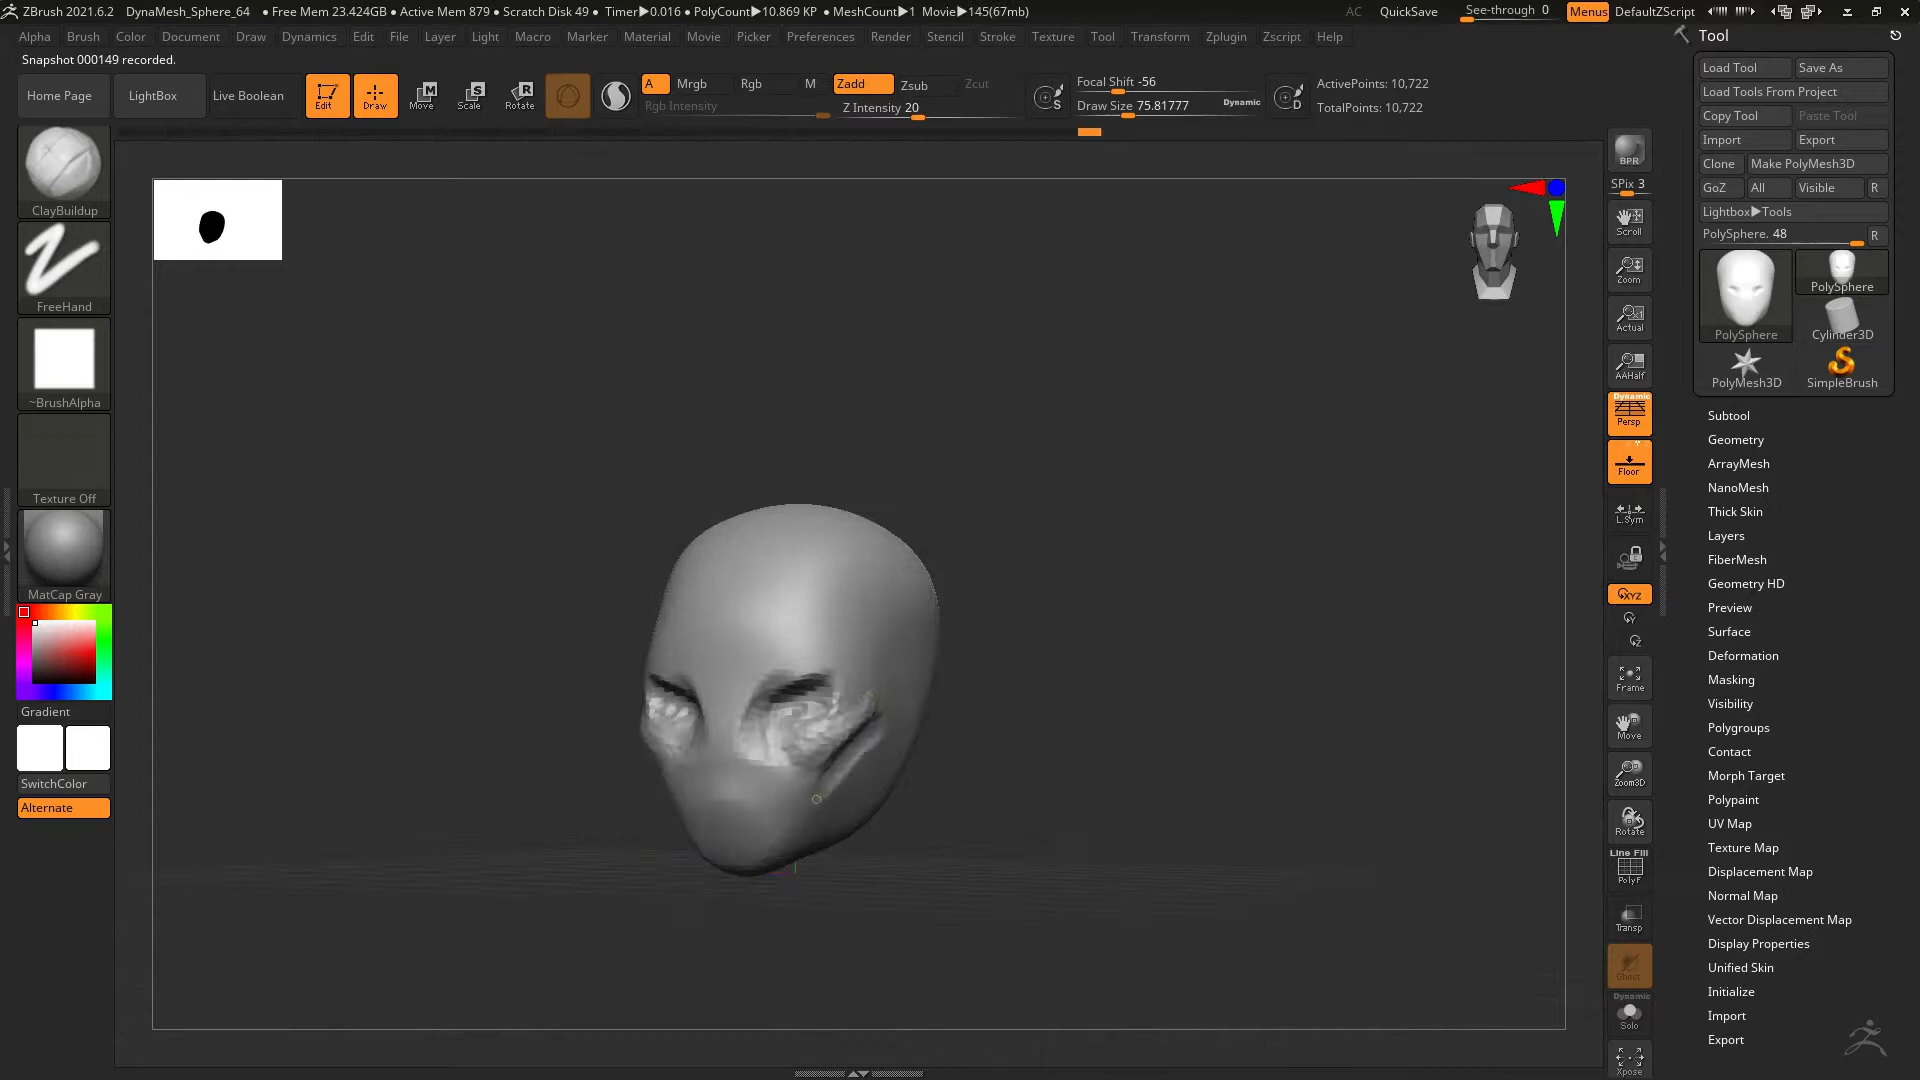 ZBrush 2021.6.2 DynaMesh_Sphere_64 ● Free Mem 23.424GB ● Active Mem 879 ● Scratch Disk 49 ● Timer▶0.016 ● PolyCount▶10.869 KP ● MeshCount▶1 Movie▶145(67mb) AC QuickSave See-through 0 Menus DefaultZScript
Alpha Brush Color Document Draw Dynamics Edit File Layer Light Macro Marker Material Movie Picker Preferences Render Stencil Stroke Texture Tool Transform Zplugin Zscript Help
Snapshot 000149 recorded.
Home Page LightBox Live Boolean Edit Draw Move Scale Rotate
A Mrgb Rgb M Zadd Zsub Zcut
Rgb Intensity Z Intensity 20
Focal Shift -56
Draw Size 75.81777 Dynamic
S D
ActivePoints: 10,722
TotalPoints: 10,722
ClayBuildup
FreeHand
~BrushAlpha
Texture Off
MatCap Gray
Gradient
SwitchColor
Alternate
BPR
SPix 3
Scroll
Zoom
Actual
AAHalf
Dynamic
Persp
Floor
L.Sym
XYZ
Y
Z
Frame
Move
Zoom3D
Rotate
Line Fill
PolyF
Transp
Ghost
Dynamic
Solo
Xpose
Tool
Load Tool Save As
Load Tools From Project
Copy Tool Paste Tool
Import Export
Clone Make PolyMesh3D
GoZ All Visible R
Lightbox▶Tools
PolySphere. 48 R
PolySphere PolySphere
Cylinder3D
PolyMesh3D SimpleBrush
Subtool
Geometry
ArrayMesh
NanoMesh
Thick Skin
Layers
FiberMesh
Geometry HD
Preview
Surface
Deformation
Masking
Visibility
Polygroups
Contact
Morph Target
Polypaint
UV Map
Texture Map
Displacement Map
Normal Map
Vector Displacement Map
Display Properties
Unified Skin
Initialize
Import
Export